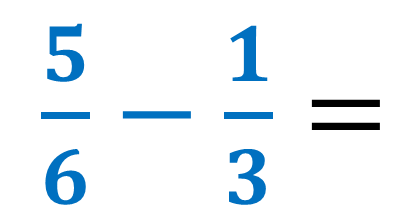 5/6 − 1/3 =